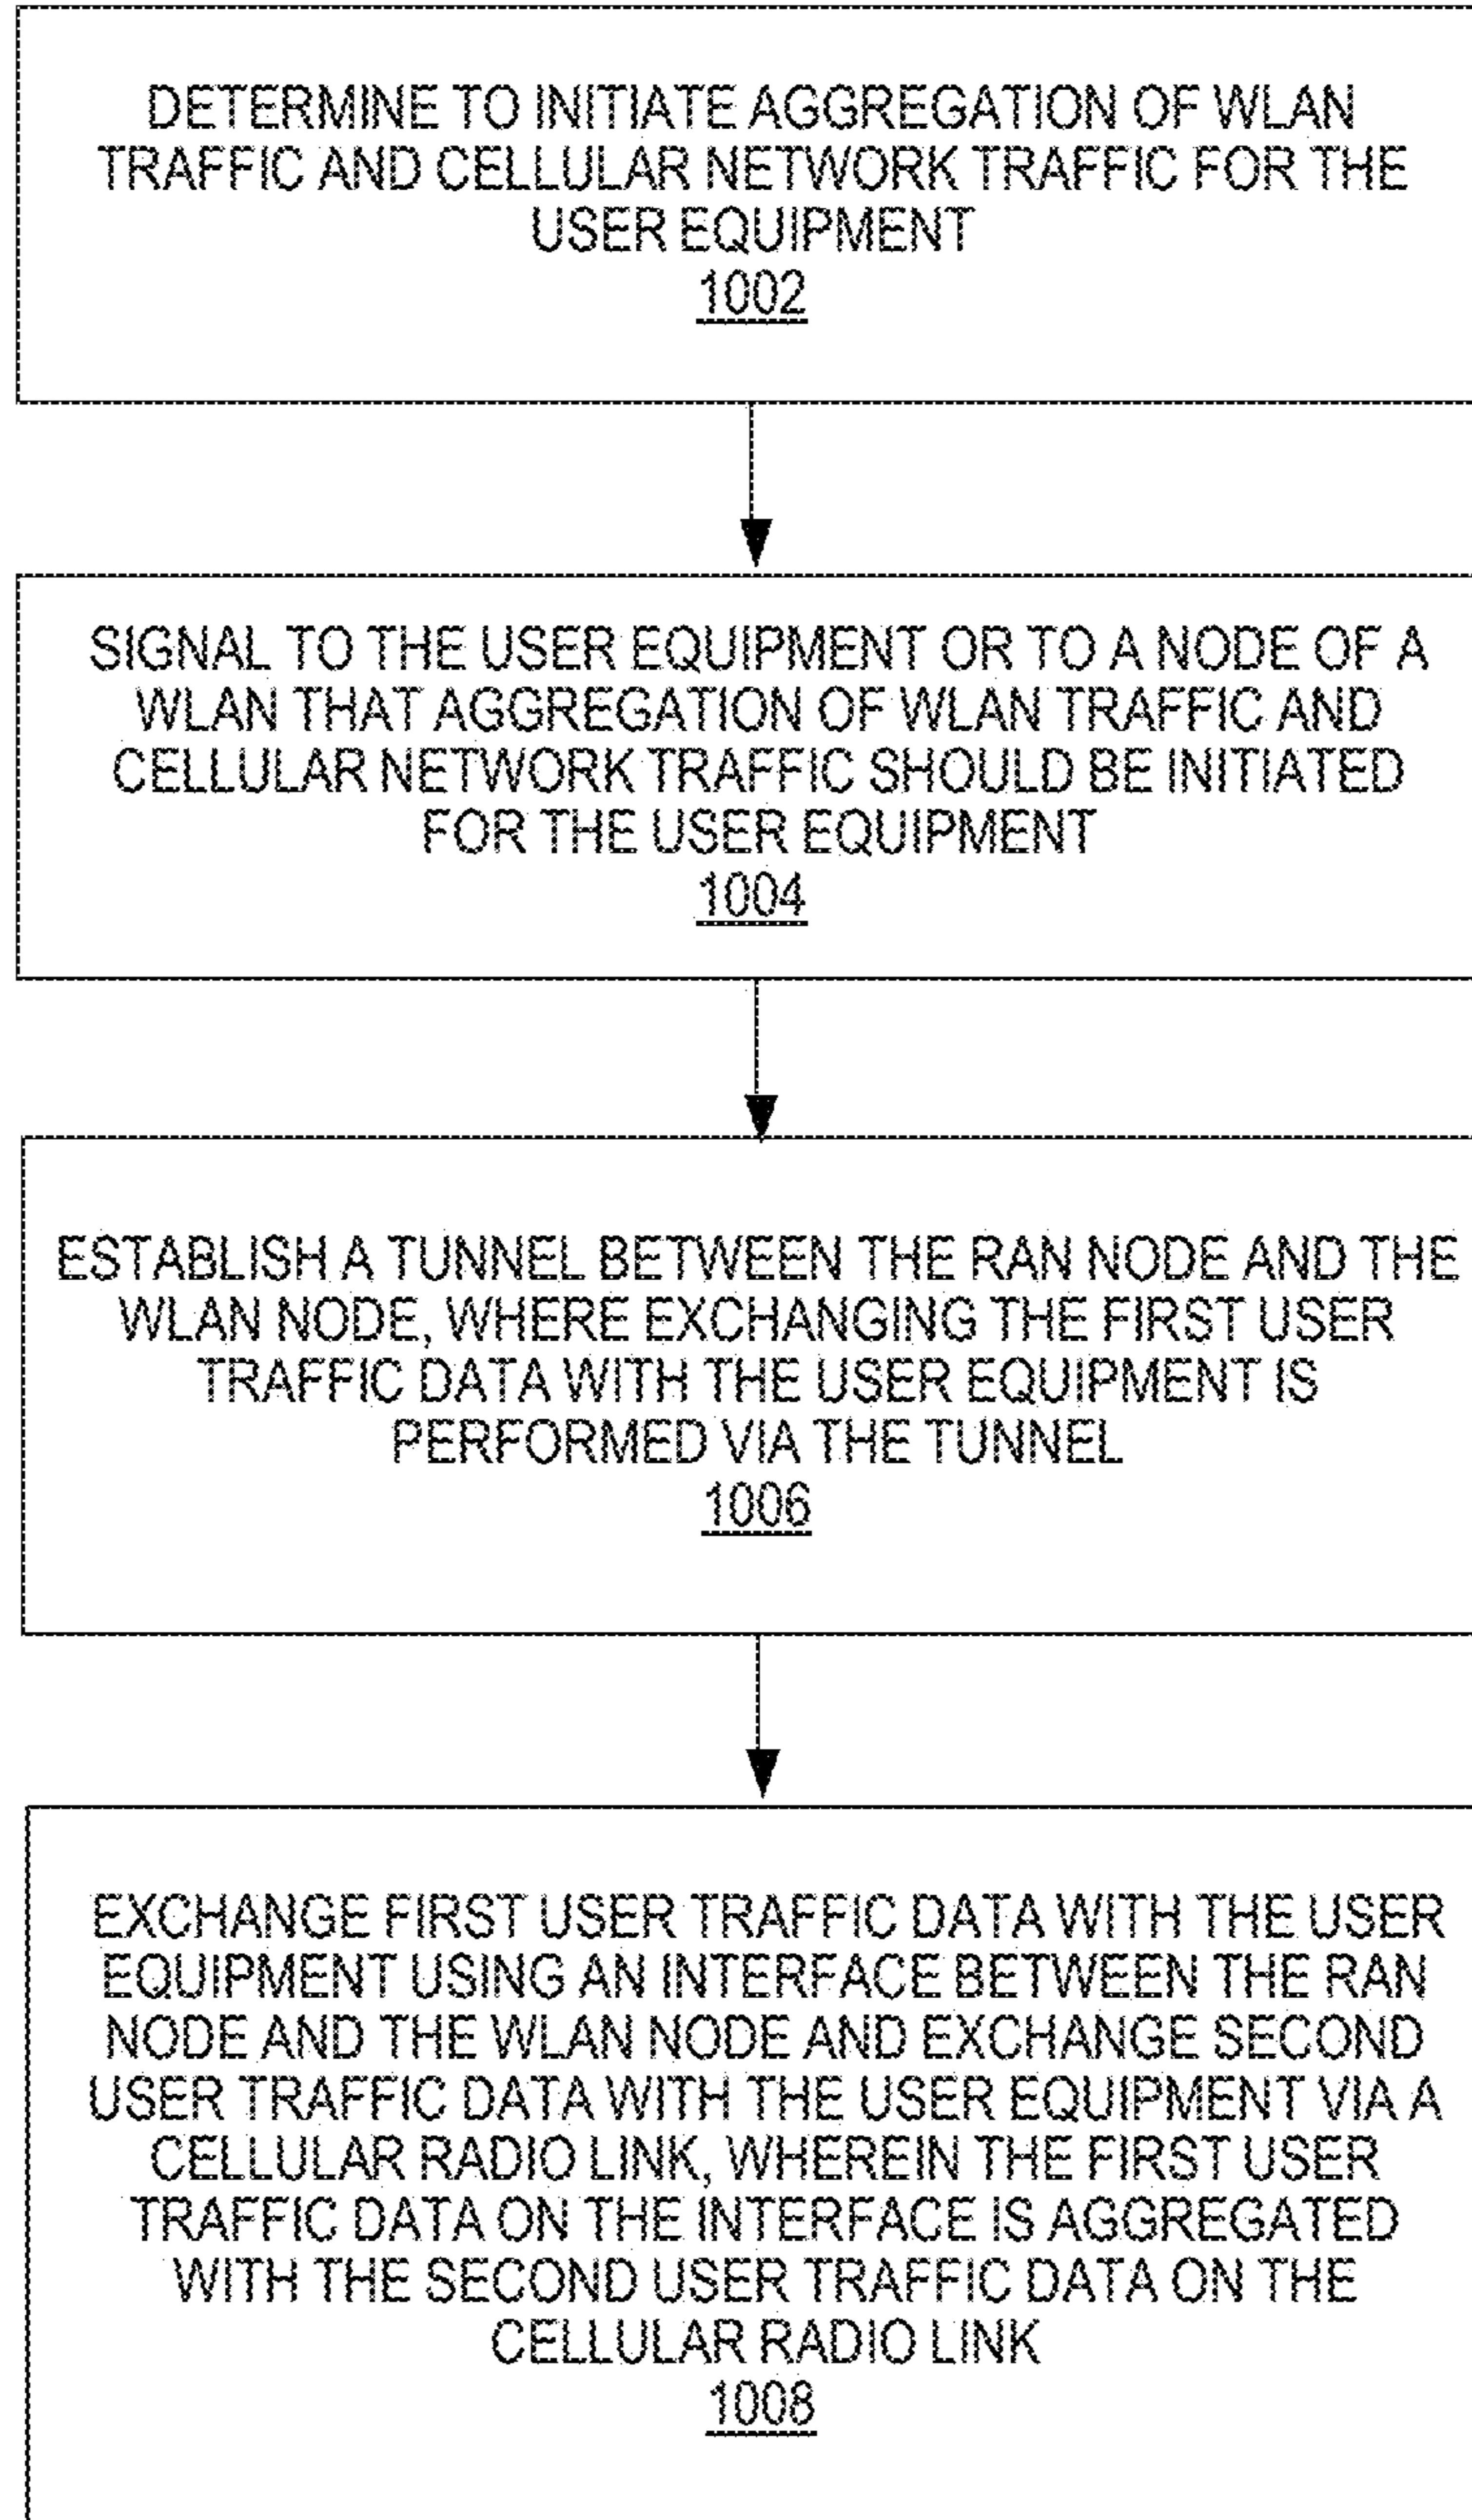 DETERMINE TO INITIATE AGGREGATION OF WLAN
TRAFFIC AND CELLULAR NETWORK TRAFFIC FOR THE
USER EQUIPMENT
1002
SIGNAL TO THE USER EQUIPMENT OR TO A NODE OF A
WLAN THAT AGGREGATION OF WLAN TRAFFIC AND
CELLULAR NETWORK TRAFFIC SHOULD BE INITIATED
FOR THE USER EQUIPMENT
1004
ESTABLISH A TUNNEL BETWEEN THE RAN NODE AND THE
WLAN NODE, WHERE EXCHANGING THE FIRST USER
TRAFFIC DATA WITH THE USER EQUIPMENT IS
PERFORMED VIA THE TUNNEL
1006
EXCHANGE FIRST USER TRAFFIC DATA WITH THE USER
EQUIPMENT USING AN INTERFACE BETWEEN THE RAN
NODE AND THE WLAN NODE AND EXCHANGE SECOND
USER TRAFFIC DATA WITH THE USER EQUIPMENT VIA A
CELLULAR RADIO LINK, WHEREIN THE FIRST USER
TRAFFIC DATA ON THE INTERFACE IS AGGREGATED
WITH THE SECOND USER TRAFFIC DATA ON THE
CELLULAR RADIO LINK
1008